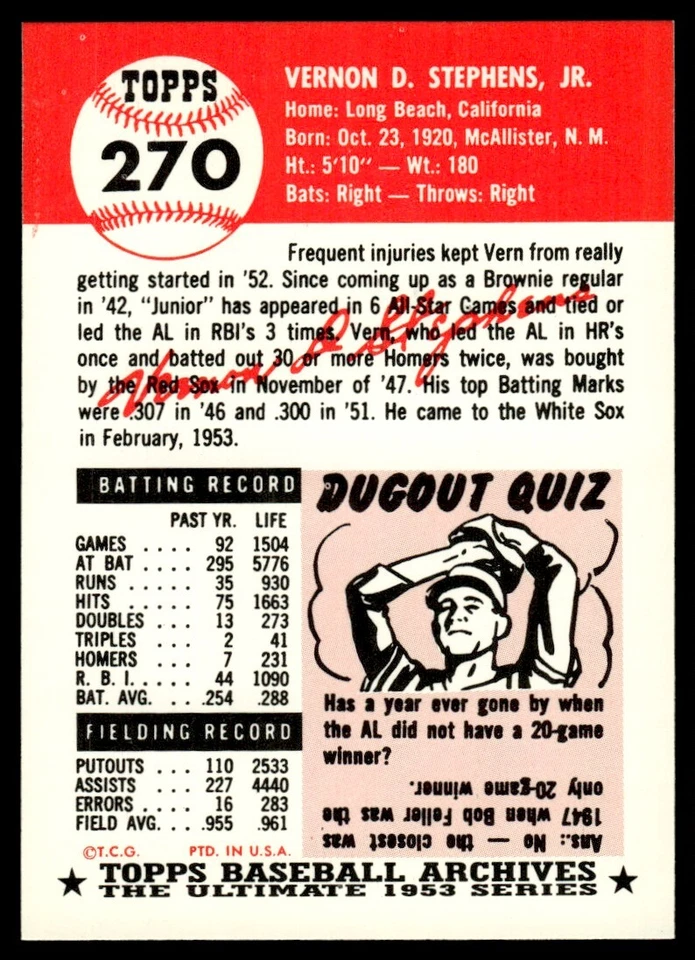 TOPPS
270
VERNON D. STEPHENS, JR.
Home: Long Beach, California
Born: Oct. 23, 1920, McAllister, N. M.
Ht.: 5'10" — Wt.: 180
Bats: Right — Throws: Right
Frequent injuries kept Vern from really
getting started in '52. Since coming up as a Brownie regular
in '42, "Junior" has appeared in 6 All-Star Games and tied or
led the AL in RBI's 3 times. Vern, who led the AL in HR's
once and batted out 30 or more Homers twice, was bought
by the Red Sox in November of '47. His top Batting Marks
were .307 in '46 and .300 in '51. He came to the White Sox
in February, 1953.
Vernon D Stephens
BATTING RECORD
PAST YR. LIFE
GAMES .... 92 1504
AT BAT .... 295 5776
RUNS .... 35 930
HITS ..... 75 1663
DOUBLES .... 13 273
TRIPLES .... 2 41
HOMERS ... 7 231
R. B. I. .... 44 1090
BAT. AVG. ... .254 .288
FIELDING RECORD
PUTOUTS ... 110 2533
ASSISTS .... 227 4440
ERRORS .... 16 283
FIELD AVG. .. .955 .961
©T.C.G. PTD. IN U.S.A.
DUGOUT QUIZ
Has a year ever gone by when
the AL did not have a 20-game
winner?
Ans.: No — the closest was
1947 when Bob Feller was the
only 20-game winner.
TOPPS BASEBALL ARCHIVES
THE ULTIMATE 1953 SERIES